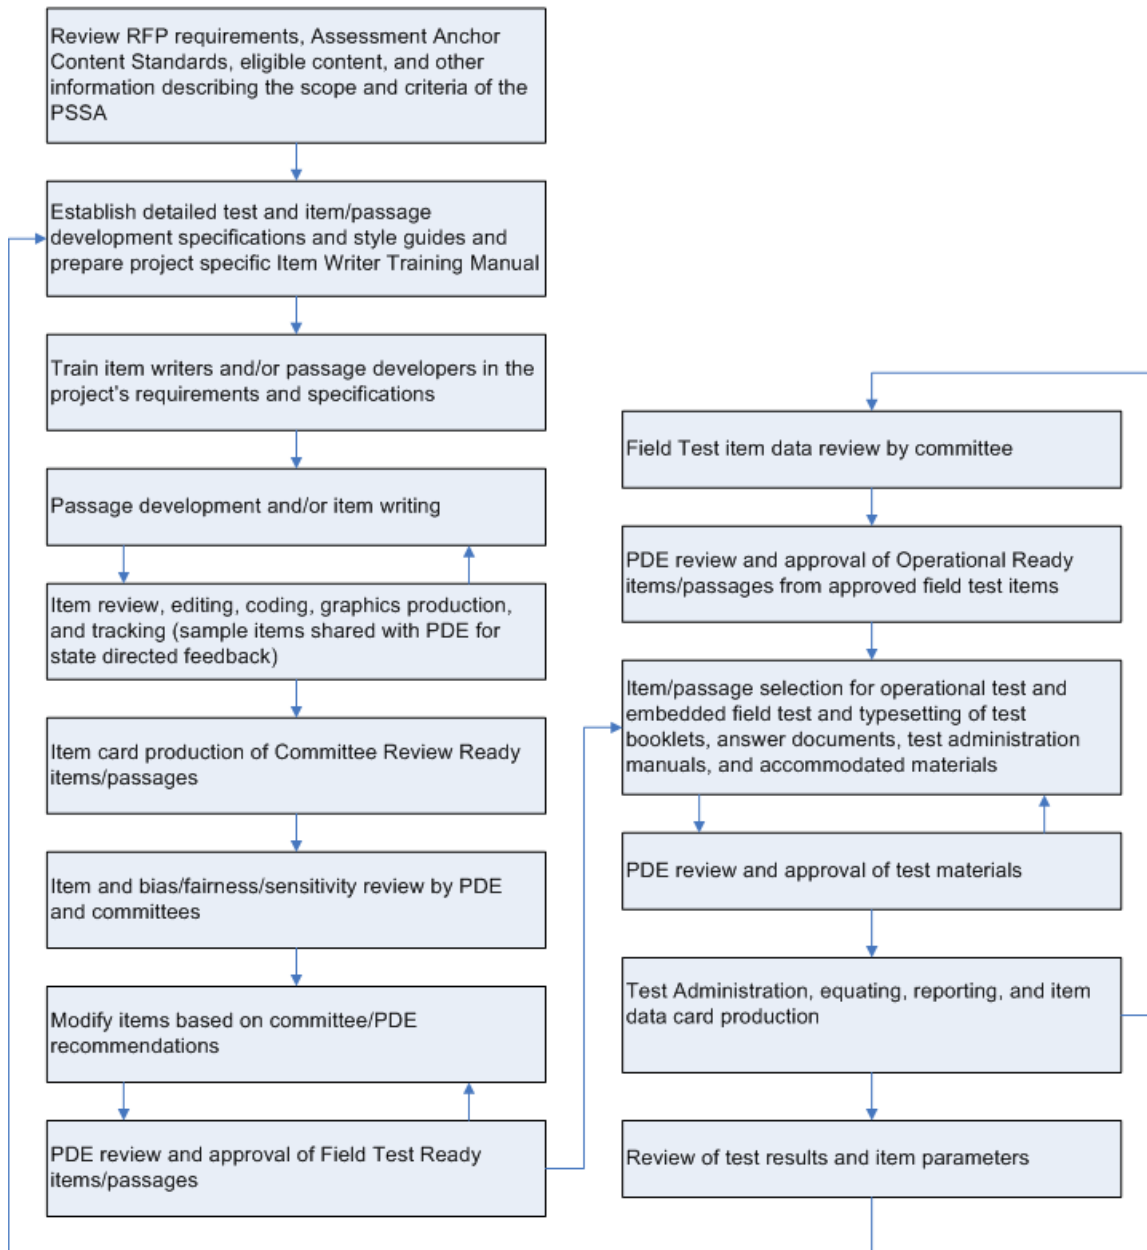 Review RFP requirements, Assessment Anchor
Content Standards, eligible content, and other
information describing the scope and criteria of the
PSSA
Establish detailed test and item/passage
development specifications and style guides and
prepare project specific Item Writer Training Manual
Train item writers and/or passage developers in the
project's requirements and specifications
Passage development and/or item writing
Item review, editing, coding, graphics production,
and tracking (sample items shared with PDE for
state directed feedback)
Item card production of Committee Review Ready
items/passages
Item and bias/fairness/sensitivity review by PDE
and committees
Modify items based on committee/PDE
recommendations
PDE review and approval of Field Test Ready
items/passages
Field Test item data review by committee
PDE review and approval of Operational Ready
items/passages from approved field test items
Item/passage selection for operational test and
embedded field test and typesetting of test
booklets, answer documents, test administration
manuals, and accommodated materials
PDE review and approval of test materials
Test Administration, equating, reporting, and item
data card production
Review of test results and item parameters